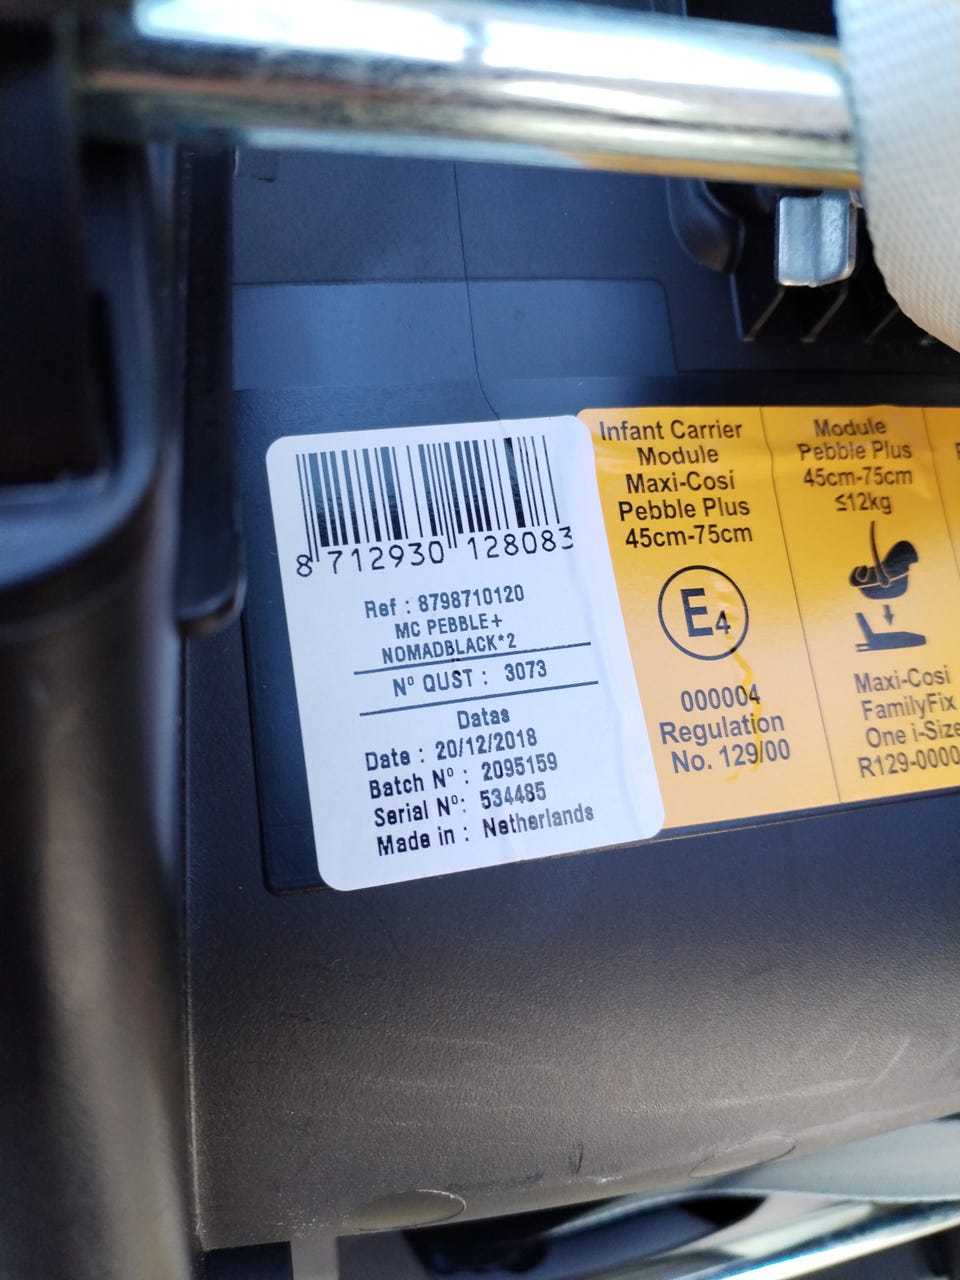 8 712930 128083
Ref : 8798710120
MC PEBBLE+
NOMADBLACK*2
Nº QUST : 3073
Datas
Date : 20/12/2018
Batch Nº : 2095159
Serial Nº: 534485
Made in : Netherlands
Infant Carrier
Module
Maxi-Cosi
Pebble Plus
45cm-75cm
E4
000004
Regulation
No. 129/00
Module
Pebble Plus
45cm-75cm
≤12kg
Maxi-Cosi
FamilyFix
One i-Size
R129-0000